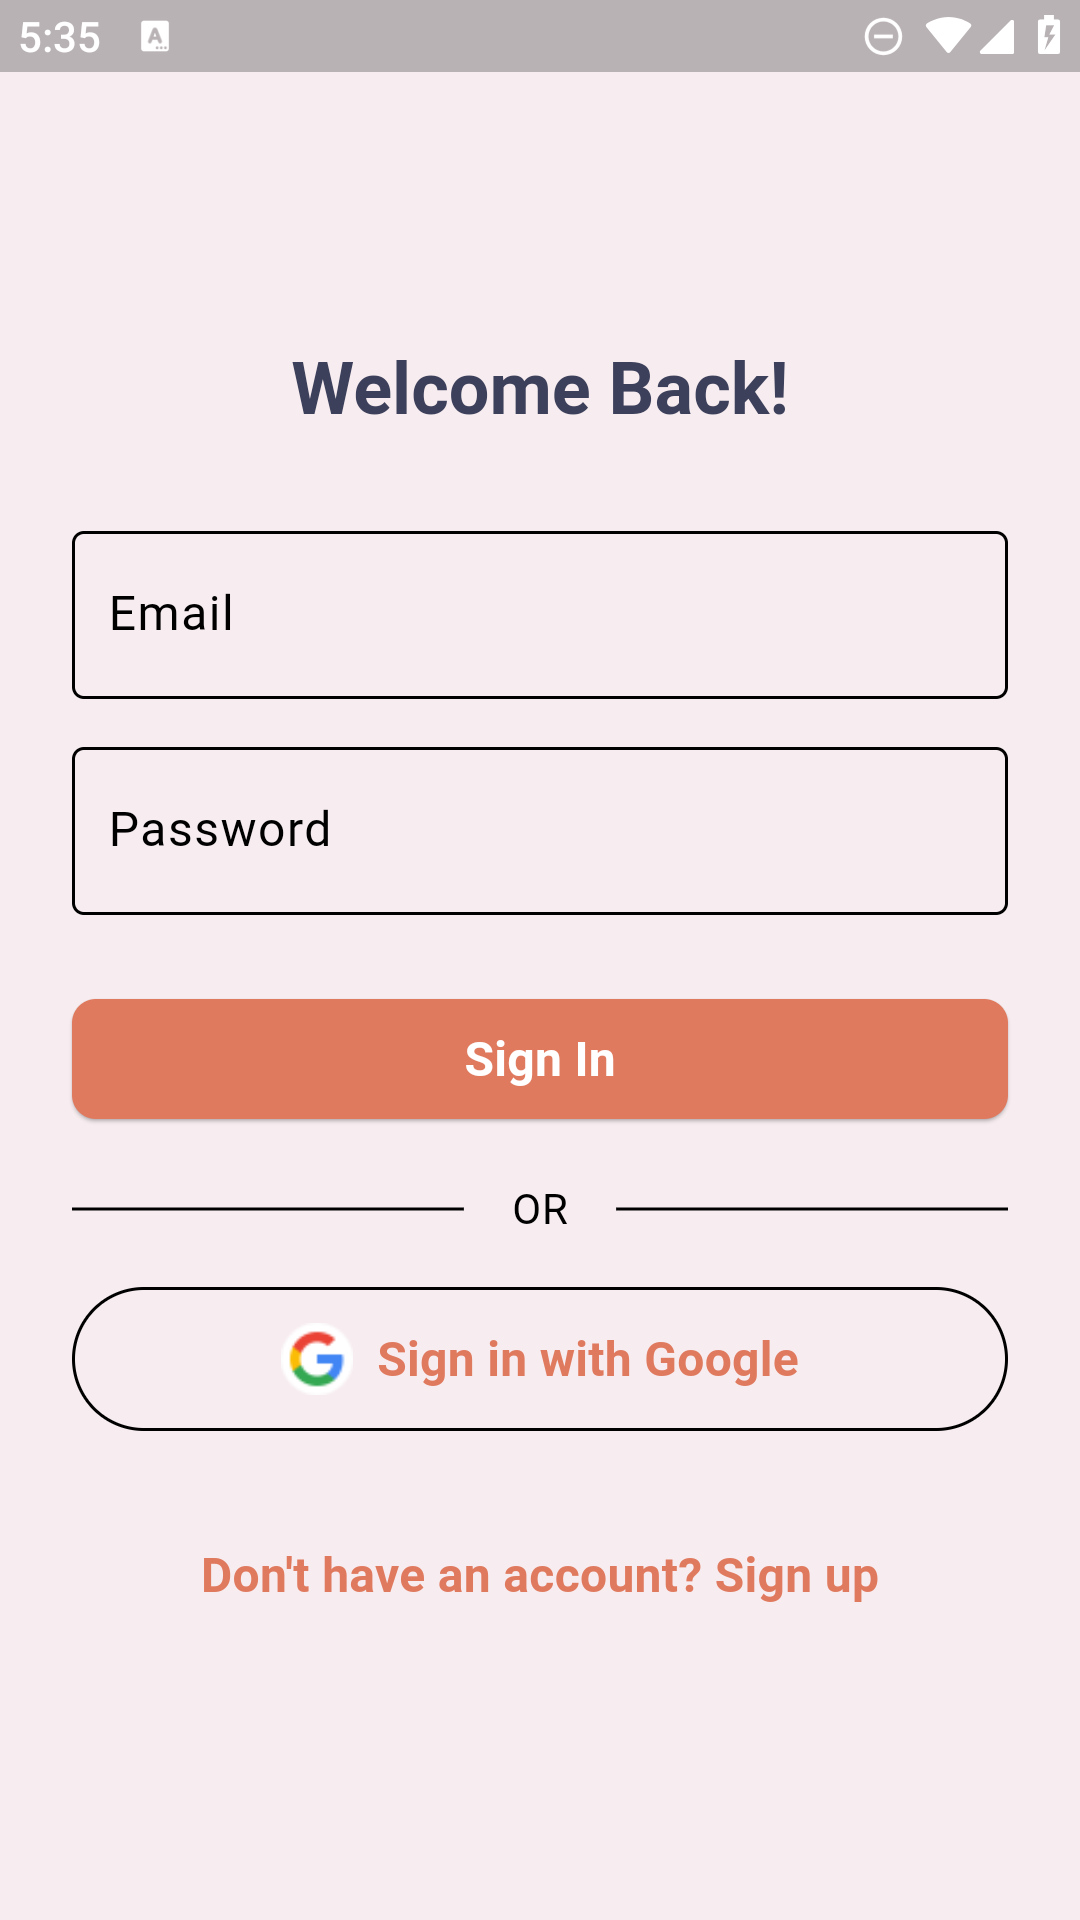 5:35
Welcome Back!
Email
Password
Sign In
OR
Sign in with Google
Don't have an account? Sign up